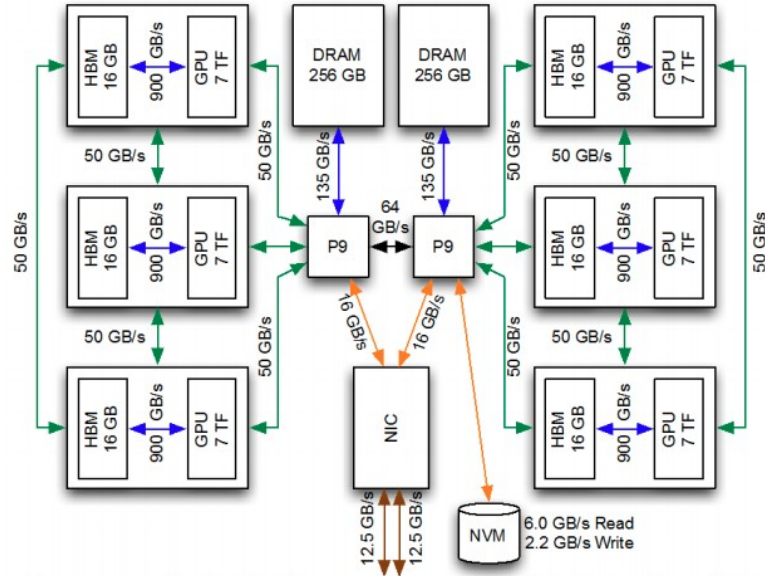 HBM
16 GB
900
GB/s
GPU
7 TF
50 GB/s
HBM
16 GB
900
GB/s
GPU
7 TF
50 GB/s
HBM
16 GB
900
GB/s
GPU
7 TF
50 GB/s
50 GB/s
50 GB/s
DRAM
256 GB
DRAM
256 GB
135 GB/s
135 GB/s
64
GB/s
P9
P9
16 GB/s
16 GB/s
NIC
12.5 GB/s
12.5 GB/s
NVM
6.0 GB/s Read
2.2 GB/s Write
50 GB/s
50 GB/s
HBM
16 GB
900
GB/s
GPU
7 TF
50 GB/s
HBM
16 GB
900
GB/s
GPU
7 TF
50 GB/s
HBM
16 GB
900
GB/s
GPU
7 TF
50 GB/s